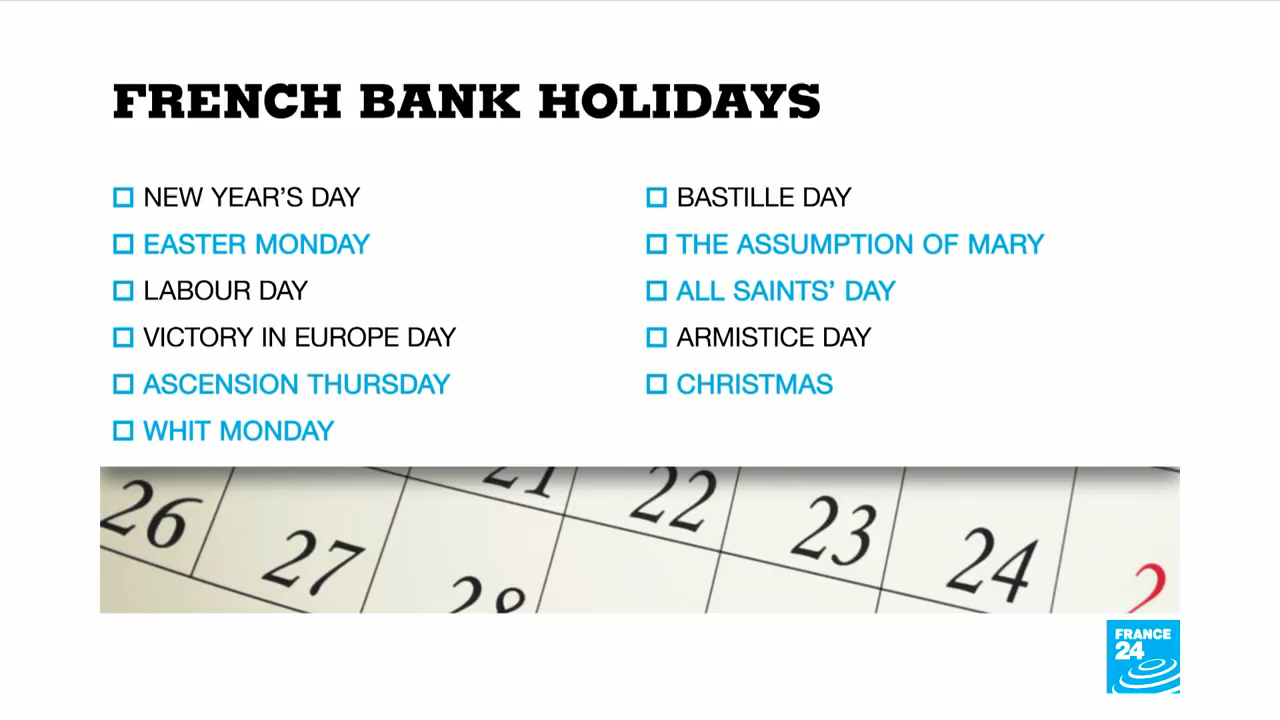 FRENCH BANK HOLIDAYS
NEW YEAR'S DAY
EASTER MONDAY
LABOUR DAY
VICTORY IN EUROPE DAY
ASCENSION THURSDAY
WHIT MONDAY
BASTILLE DAY
THE ASSUMPTION OF MARY
ALL SAINTS' DAY
ARMISTICE DAY
CHRISTMAS
21 22 23 24
26 27 28
FRANCE
24